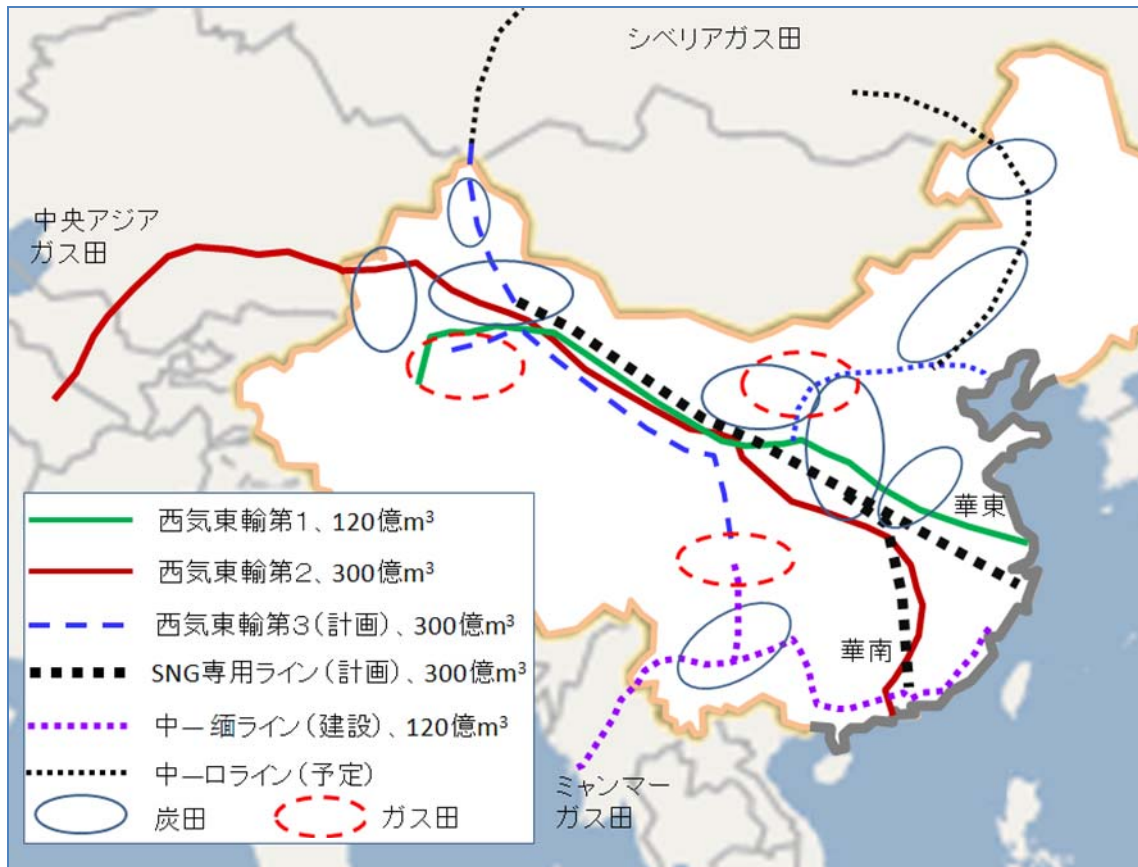 シベリアガス田
中央アジア
ガス田
華東
華南
ミャンマー
ガス田
西気東輸第1、120億m³
西気東輸第2、300億m³
西気東輸第3(計画)、300億m³
SNG専用ライン(計画)、300億m³
中ー缅ライン(建設)、120億m³
中ーロライン(予定)
炭田 ガス田